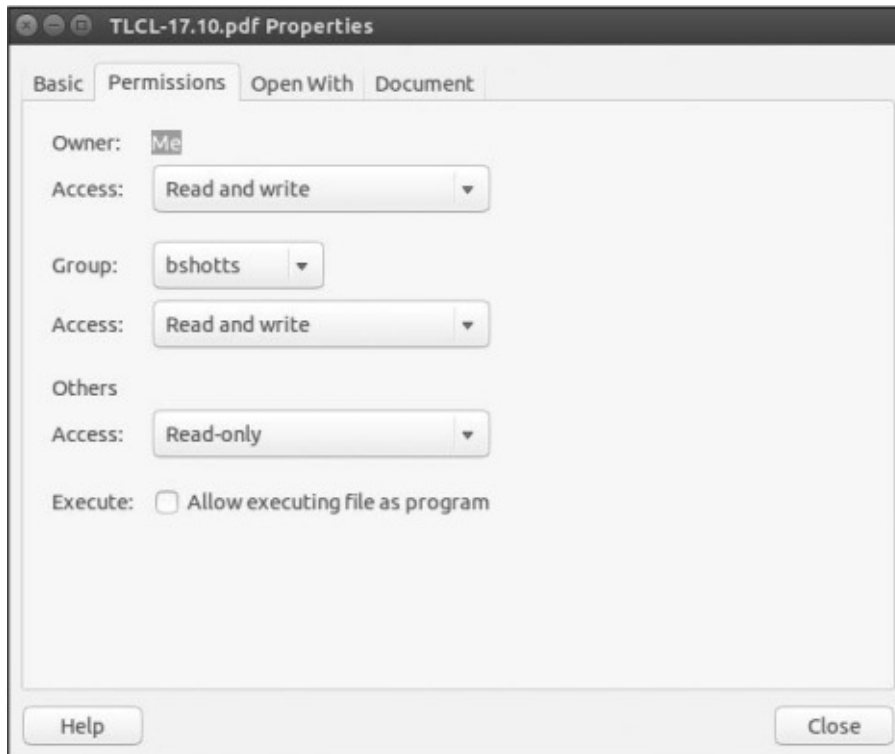 TLCL-17.10.pdf Properties
Basic Permissions Open With Document
Owner: Me
Access: Read and write
Group: bshotts
Access: Read and write
Others
Access: Read-only
Execute: Allow executing file as program
Help Close